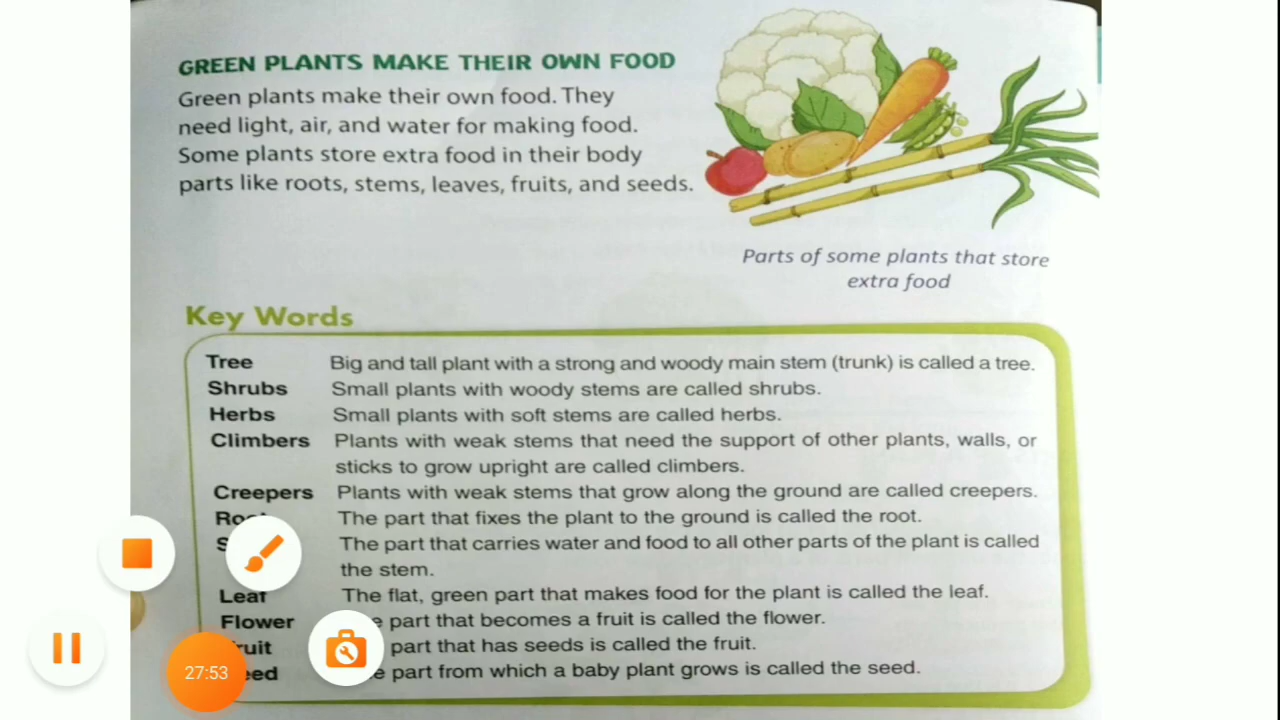 GREEN PLANTS MAKE THEIR OWN FOOD
Green plants make their own food. They
need light, air, and water for making food.
Some plants store extra food in their body
parts like roots, stems, leaves, fruits, and seeds.
Parts of some plants that store
extra food
Key Words
Tree Big and tall plant with a strong and woody main stem (trunk) is called a tree.
Shrubs Small plants with woody stems are called shrubs.
Herbs Small plants with soft stems are called herbs.
Climbers Plants with weak stems that need the support of other plants, walls, or
sticks to grow upright are called climbers.
Creepers Plants with weak stems that grow along the ground are called creepers.
The part that fixes the plant to the ground is called the root.
The part that carries water and food to all other parts of the plant is called
the stem.
Leaf The flat, green part that makes food for the plant is called the leaf.
Flower part that becomes a fruit is called the flower.
part that has seeds is called the fruit.
part from which a baby plant grows is called the seed.
27:53